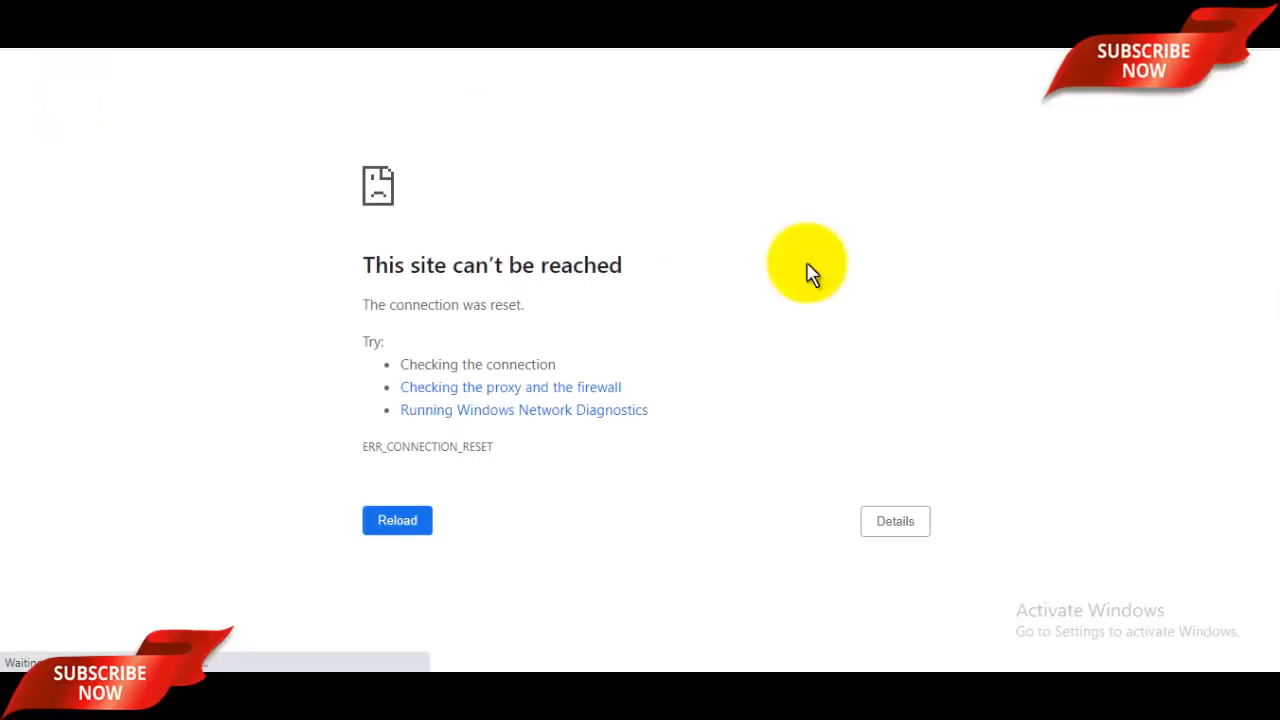 SUBSCRIBE
NOW
This site can't be reached
The connection was reset.
Try:
• Checking the connection
• Checking the proxy and the firewall
• Running Windows Network Diagnostics
ERR_CONNECTION_RESET
Reload
Details
Activate Windows
Go to Settings to activate Windows.
SUBSCRIBE
NOW